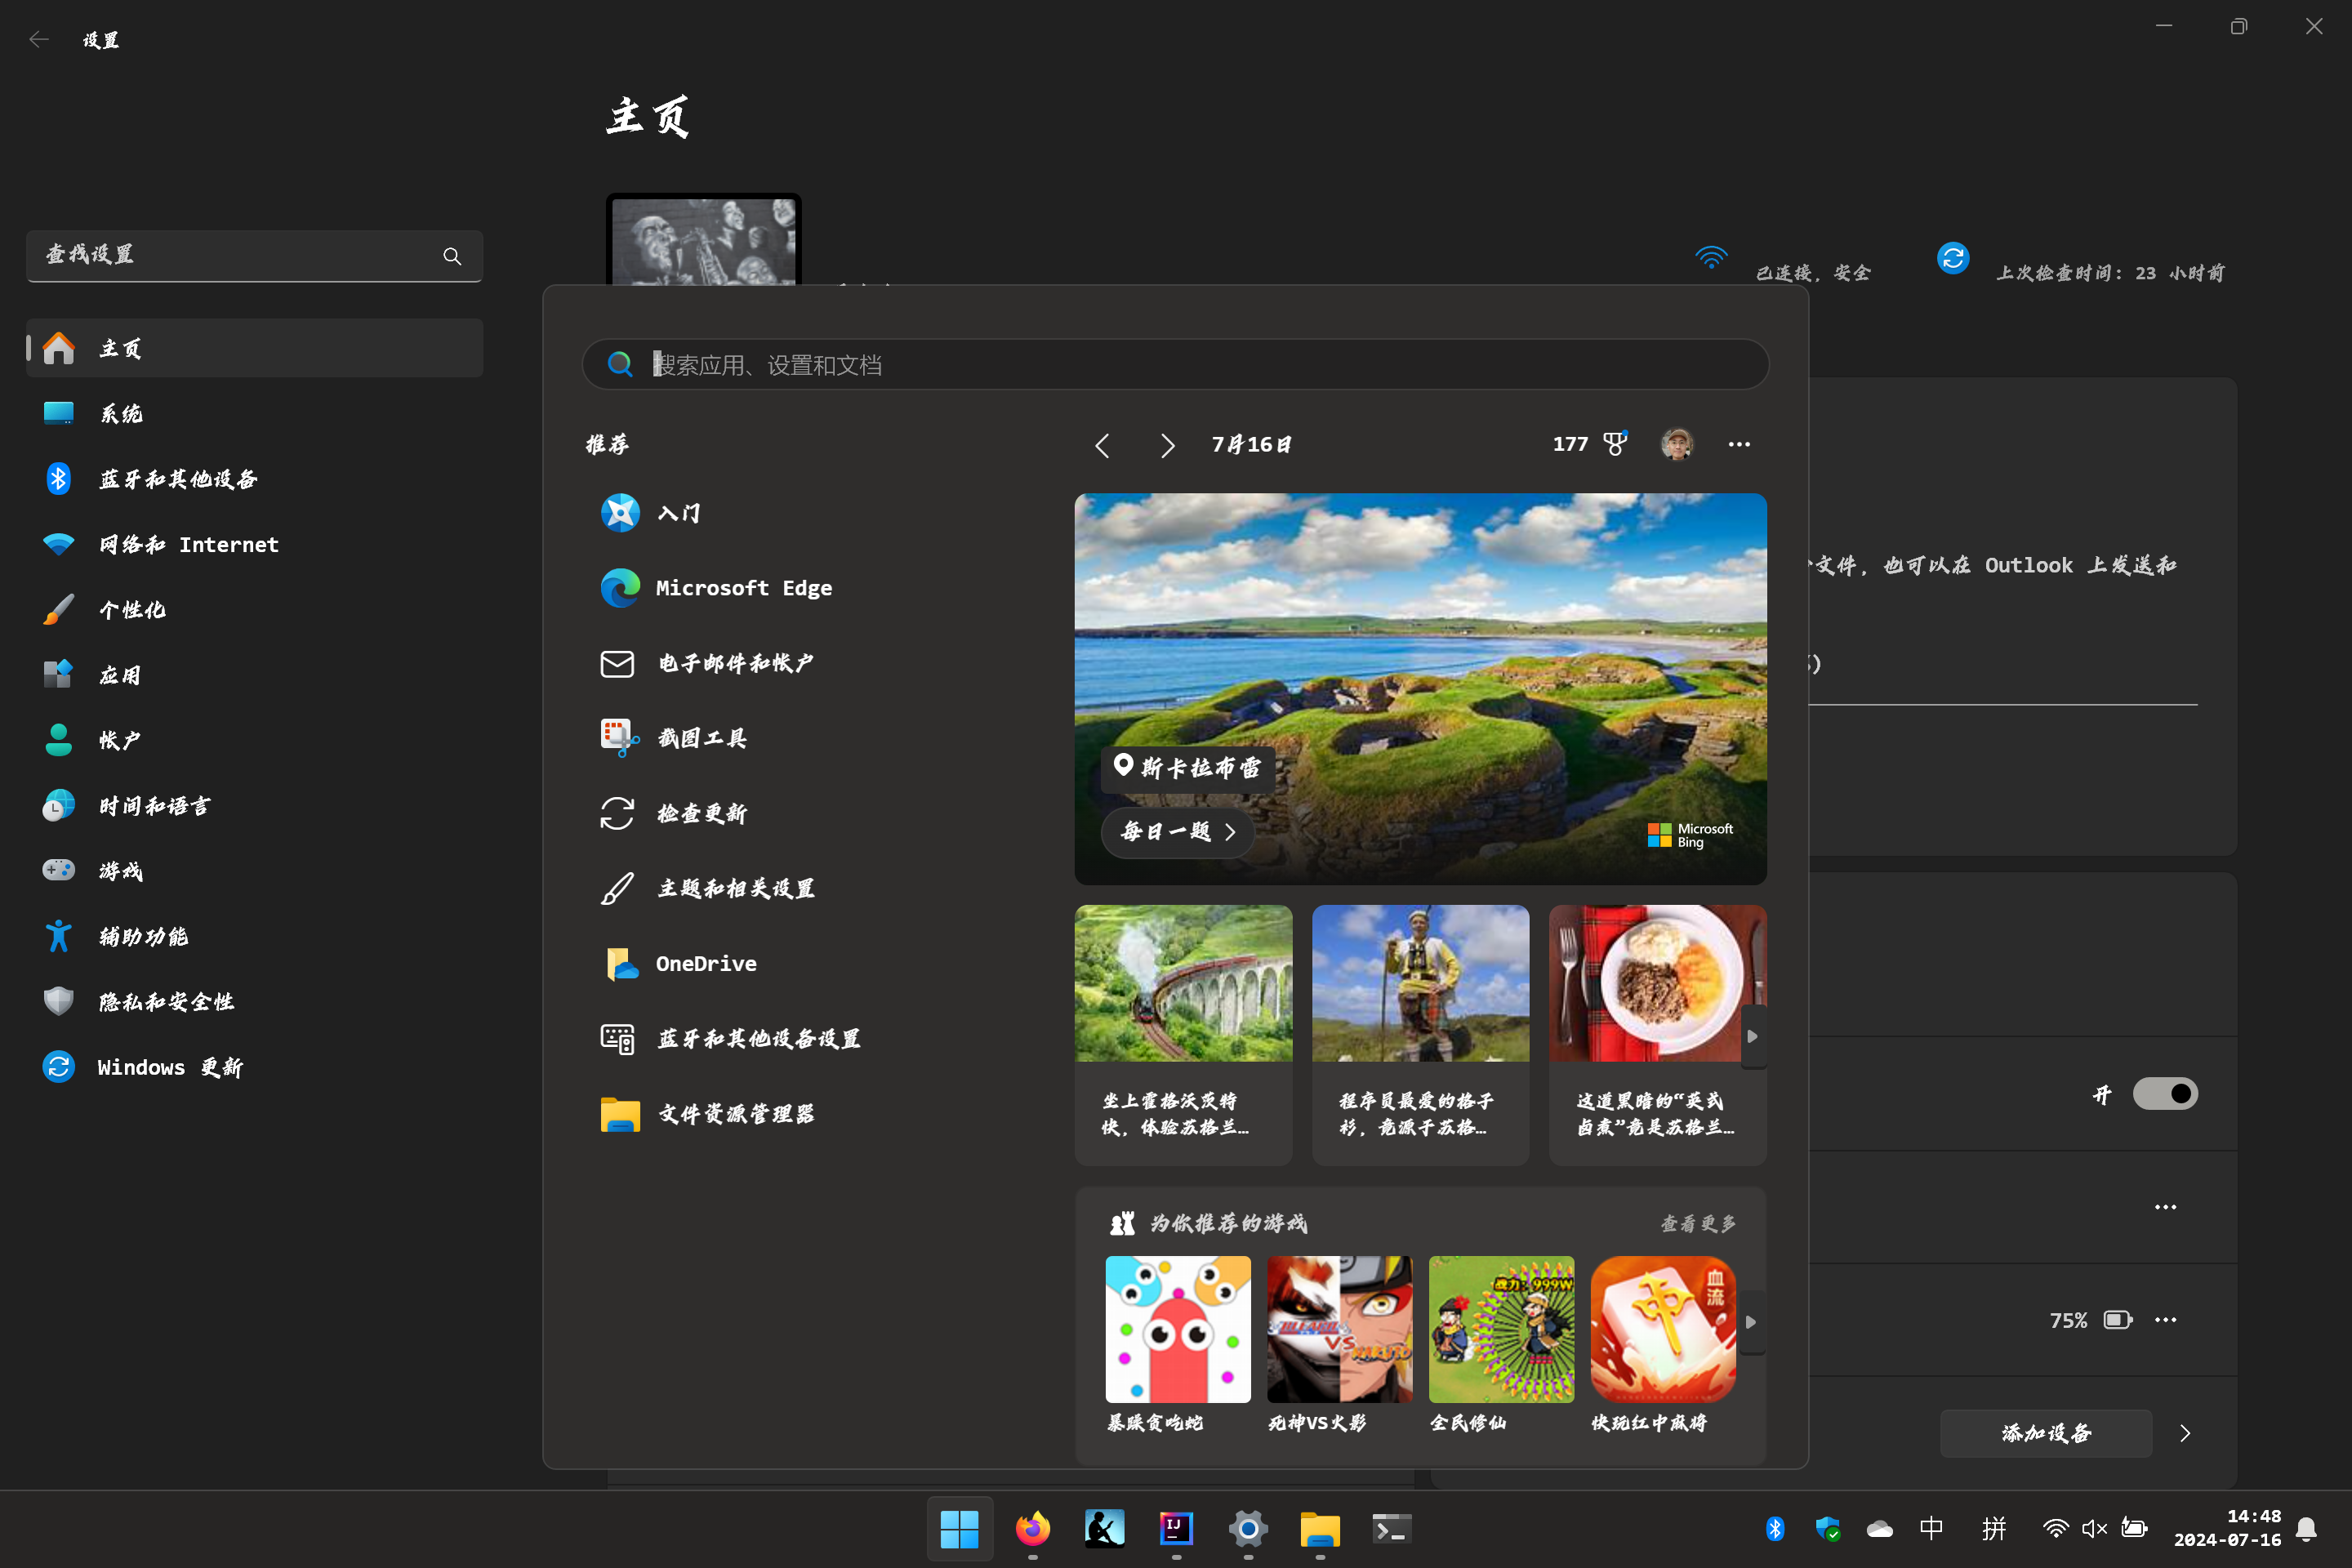 设置
主页
查找设置
主页
系统
蓝牙和其他设备
网络和 Internet
个性化
应用
帐户
时间和语言
游戏
辅助功能
隐私和安全性
Windows 更新
已连接，安全
上次检查时间：23 小时前
搜索应用、设置和文档
推荐
入门
Microsoft Edge
电子邮件和帐户
截图工具
检查更新
主题和相关设置
OneDrive
蓝牙和其他设备设置
文件资源管理器
7月16日
177
斯卡拉布雷
每日一题
Microsoft
Bing
坐上霍格沃茨特
快，体验苏格兰...
程序员最爱的格子
衫，竟源于苏格...
这道黑暗的“英式
卤煮”竟是苏格兰...
为你推荐的游戏
查看更多
战力:999W
血流
BLEACH
VS
NARUTO
暴躁贪吃蛇
死神VS火影
全民修仙
快玩红中麻将
文件，也可以在 Outlook 上发送和
)
开
75%
添加设备
IJ
中
拼
14:48
2024-07-16